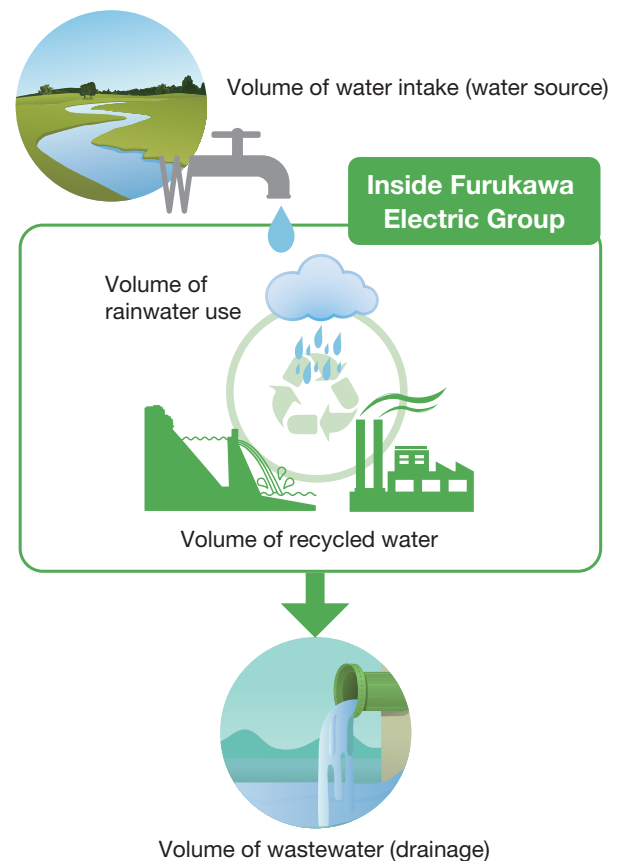 Volume of water intake (water source)
Inside Furukawa
Electric Group
Volume of
rainwater use
Volume of recycled water
Volume of wastewater (drainage)